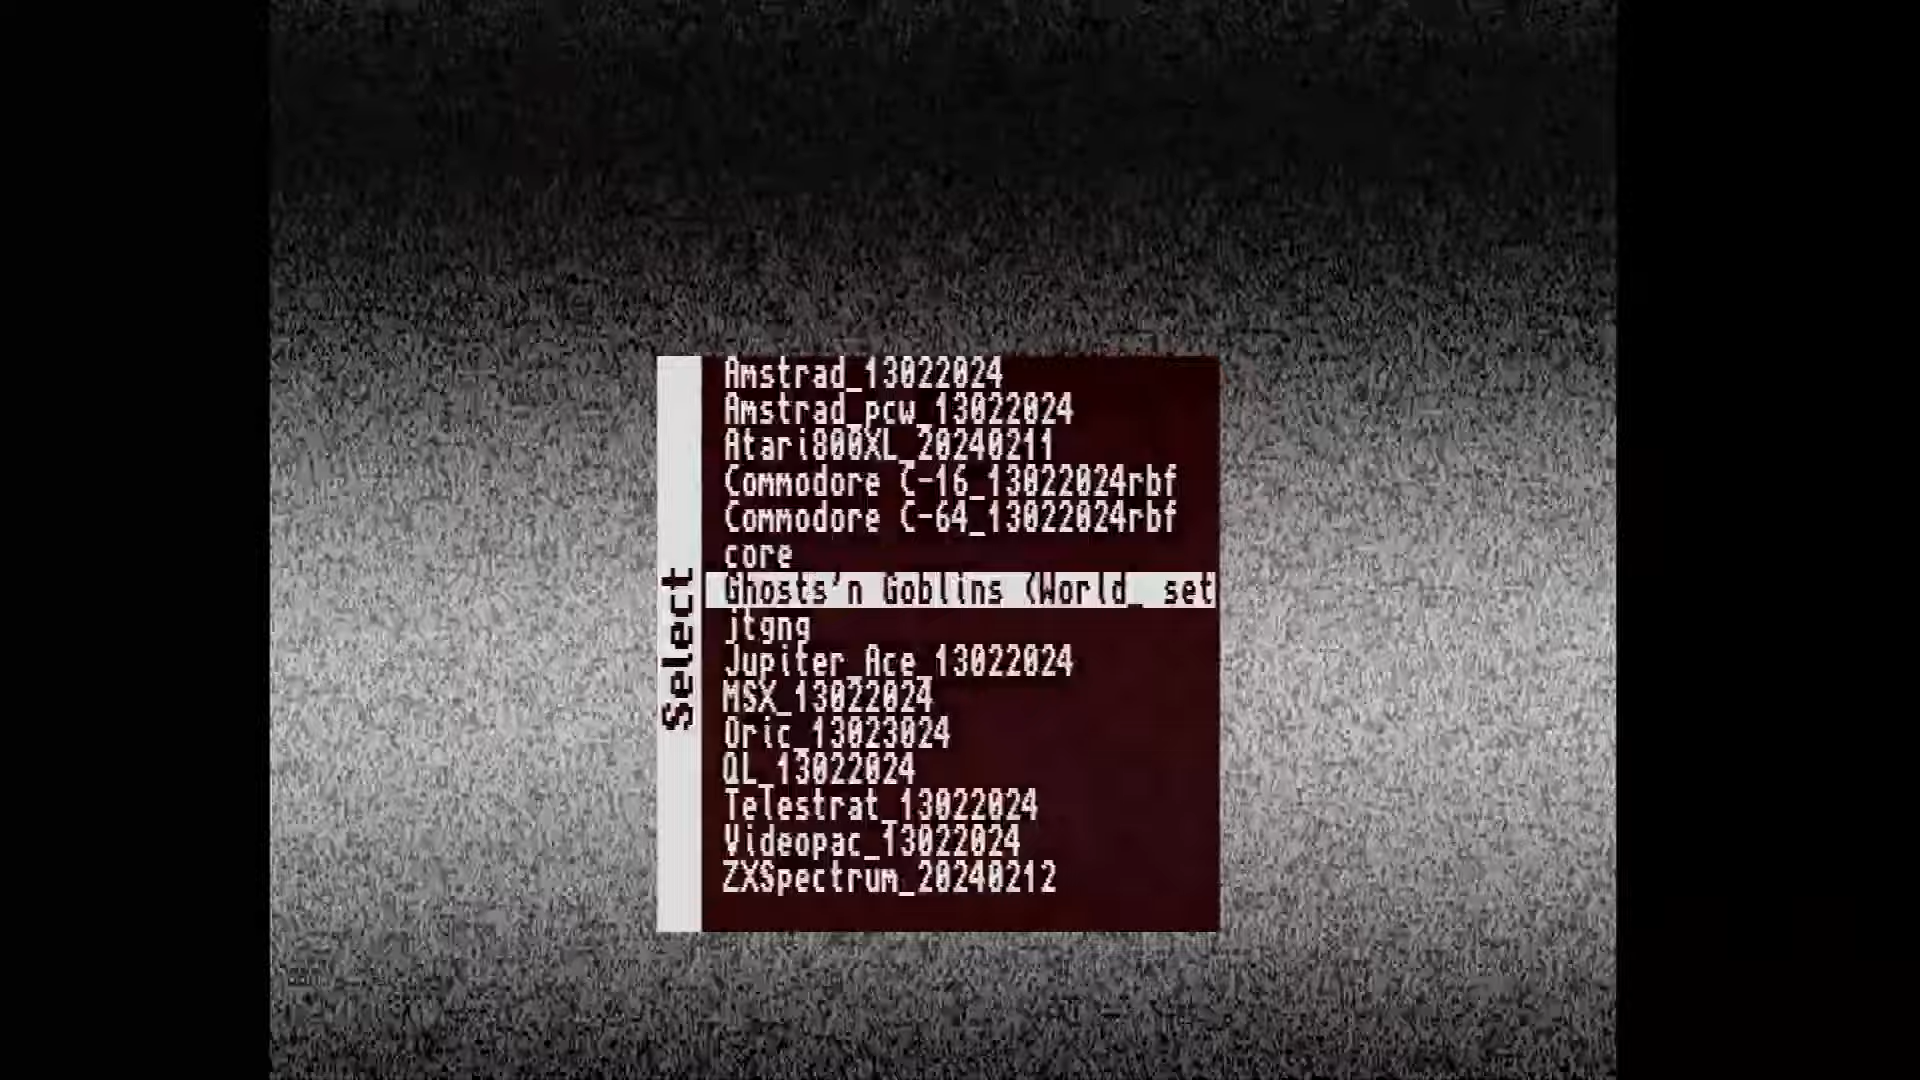 Select
Amstrad_13022024
Amstrad_pcw_13022024
Atari800XL_20240211
Commodore C-16_13022024rbf
Commodore C-64_13022024rbf
core
Ghosts'n Goblins (World_ set
jtgng
Jupiter_Ace_13022024
MSX_13022024
Oric_13023024
QL_13022024
Telestrat_13022024
Videopac_13022024
ZXSpectrum_20240212